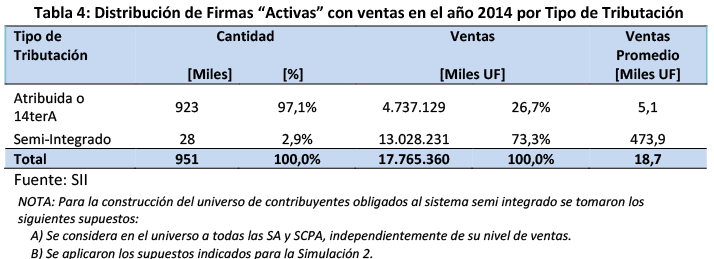 Tabla 4: Distribución de Firmas “Activas” con ventas en el año 2014 por Tipo de Tributación
Tipo de Tributación Cantidad Ventas Ventas Promedio
[Miles] [%] [Miles UF] [Miles UF]
Atribuida o 14terA 923 97,1% 4.737.129 26,7% 5,1
Semi-Integrado 28 2,9% 13.028.231 73,3% 473,9
Total 951 100,0% 17.765.360 100,0% 18,7
Fuente: SII
NOTA: Para la construcción del universo de contribuyentes obligados al sistema semi integrado se tomaron los
siguientes supuestos:
A) Se considera en el universo a todas las SA y SCPA, independientemente de su nivel de ventas.
B) Se aplicaron los supuestos indicados para la Simulación 2.